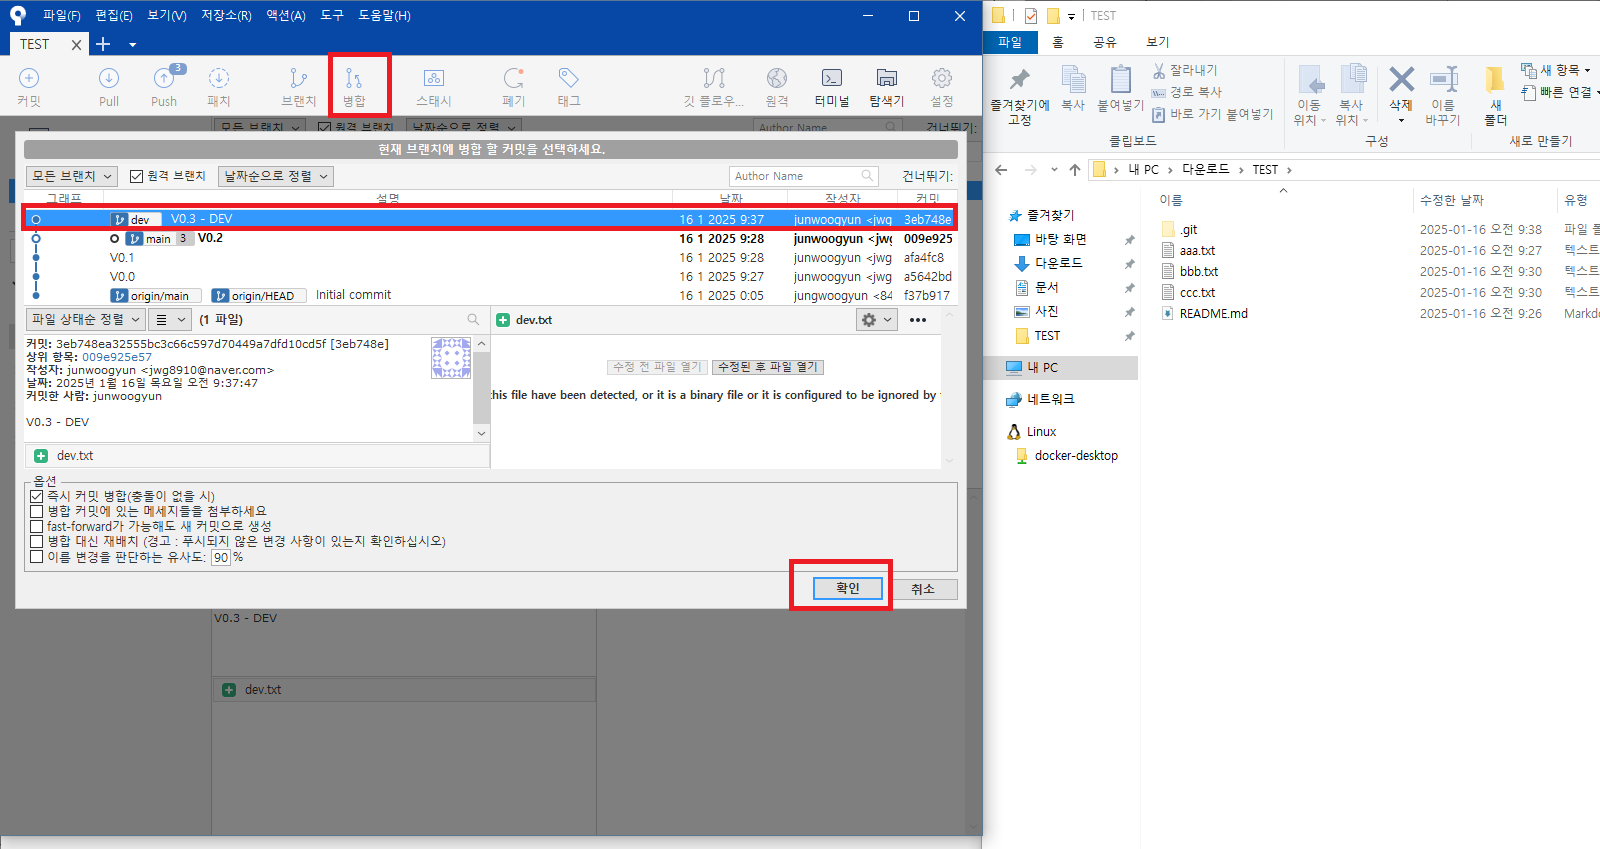 파일(F) 편집(E) 보기(V) 저장소(R) 액션(A) 도구 도움말(H)
TEST
커밋 Pull 3 Push 패치 브랜치 병합 스태시 폐기 태그 깃 플로우... 원격 터미널 탐색기 설정
모든 브랜치 원격 브랜치 날짜순으로 정렬 Author Name 건너뛰기:
현재 브랜치에 병합 할 커밋을 선택하세요.
모든 브랜치 원격 브랜치 날짜순으로 정렬 Author Name 건너뛰기:
그래프 설명 날짜 작성자 커밋
dev V0.3 - DEV 16 1 2025 9:37 junwoogyun <jwg 3eb748e
main 3 V0.2 16 1 2025 9:28 junwoogyun <jwg 009e925
V0.1 16 1 2025 9:28 junwoogyun <jwg afa4fc8
V0.0 16 1 2025 9:27 junwoogyun <jwg a5642bd
origin/main origin/HEAD Initial commit 16 1 2025 0:05 jungwoogyun <84 f37b917
파일 상태순 정렬 (1 파일)
dev.txt
커밋: 3eb748ea32555bc3c66c597d70449a7dfd10cd5f [3eb748e]
상위 항목: 009e925e57
작성자: junwoogyun <jwg8910@naver.com>
날짜: 2025년 1월 16일 목요일 오전 9:37:47
커밋한 사람: junwoogyun
V0.3 - DEV
dev.txt
수정 전 파일 열기 수정된 후 파일 열기
this file have been detected, or it is a binary file or it is configured to be ignored by
옵션
즉시 커밋 병합(충돌이 없을 시)
병합 커밋에 있는 메세지들을 첨부하세요
fast-forward가 가능해도 새 커밋으로 생성
병합 대신 재배치 (경고 : 푸시되지 않은 변경 사항이 있는지 확인하십시오)
이름 변경을 판단하는 유사도: 90 %
확인 취소
V0.3 - DEV
dev.txt
TEST
파일 홈 공유 보기
즐겨찾기에 고정
복사
붙여넣기
잘라내기
경로 복사
바로 가기 붙여넣기
이동 위치
복사 위치
삭제
이름 바꾸기
새 폴더
새 항목
빠른 연결
클립보드 구성 새로 만들기
내 PC 다운로드 TEST
이름 수정한 날짜 유형
즐겨찾기
바탕 화면
다운로드
문서
사진
TEST
내 PC
네트워크
Linux
docker-desktop
.git 2025-01-16 오전 9:38 파일 폴
aaa.txt 2025-01-16 오전 9:27 텍스트
bbb.txt 2025-01-16 오전 9:30 텍스트
ccc.txt 2025-01-16 오전 9:30 텍스트
README.md 2025-01-16 오전 9:26 Markdo